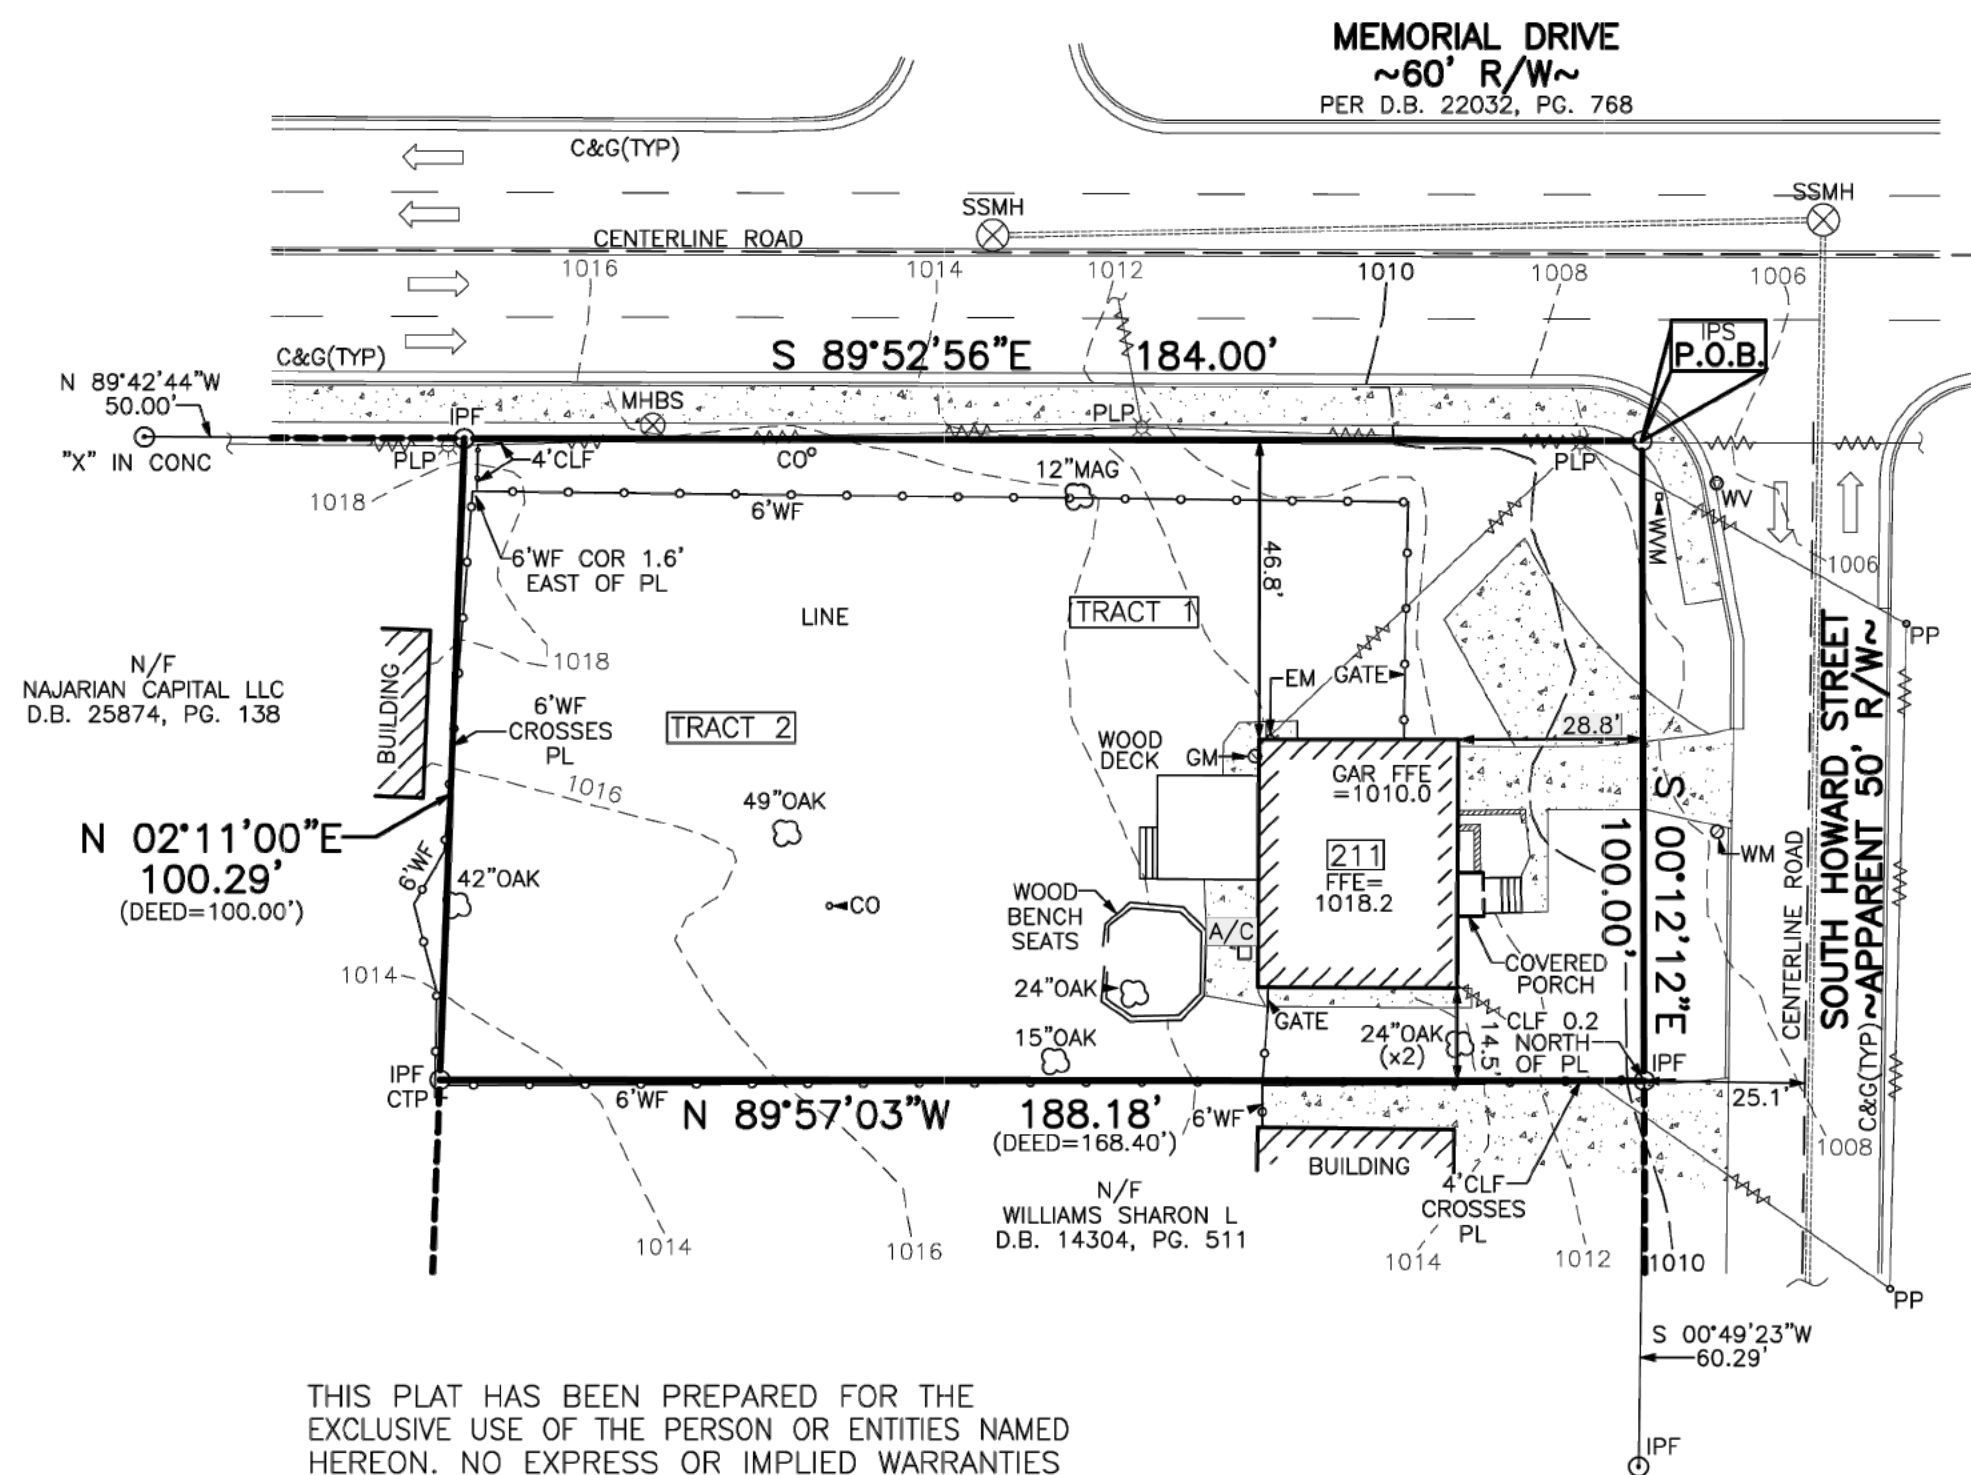 MEMORIAL DRIVE
~60' R/W~
PER D.B. 22032, PG. 768
C&G(TYP)
SSMH
SSMH
CENTERLINE ROAD
1016
1014
1012
1010
1008
1006
C&G(TYP)
S 89°52'56"E 184.00'
IPS
P.O.B.
N 89°42'44"W
50.00'
IPF
MHBS
PLP
"X" IN CONC
PLP
4'CLF
CO
12"MAG
PLP
1018
6'WF
WV
WVM
6'WF COR 1.6'
EAST OF PL
46.8'
1006
LINE
TRACT 1
PP
N/F
NAJARIAN CAPITAL LLC
D.B. 25874, PG. 138
BUILDING
1018
EM
GATE
6'WF
CROSSES
PL
TRACT 2
28.8'
WOOD
DECK
GM
GAR FFE
=1010.0
1016
49"OAK
N 02°11'00"E
100.29'
(DEED=100.00')
6'WF
42"OAK
211
FFE=
1018.2
S 00°12'12"E
100.00'
WM
CENTERLINE ROAD
SOUTH HOWARD STREET
~APPARENT 50' R/W~
C&G(TYP)
CO
WOOD
BENCH
SEATS
A/C
COVERED
PORCH
1014
24"OAK
GATE
CLF 0.2
NORTH
OF PL
24"OAK
(x2)
14.5'
15"OAK
IPF
IPF
CTP
6'WF
N 89°57'03"W 188.18'
(DEED=168.40')
6'WF
25.1'
1008
BUILDING
4'CLF
CROSSES
PL
N/F
WILLIAMS SHARON L
D.B. 14304, PG. 511
1014
1016
1014
1012
1010
PP
S 00°49'23"W
60.29'
IPF
THIS PLAT HAS BEEN PREPARED FOR THE
EXCLUSIVE USE OF THE PERSON OR ENTITIES NAMED
HEREON. NO EXPRESS OR IMPLIED WARRANTIES